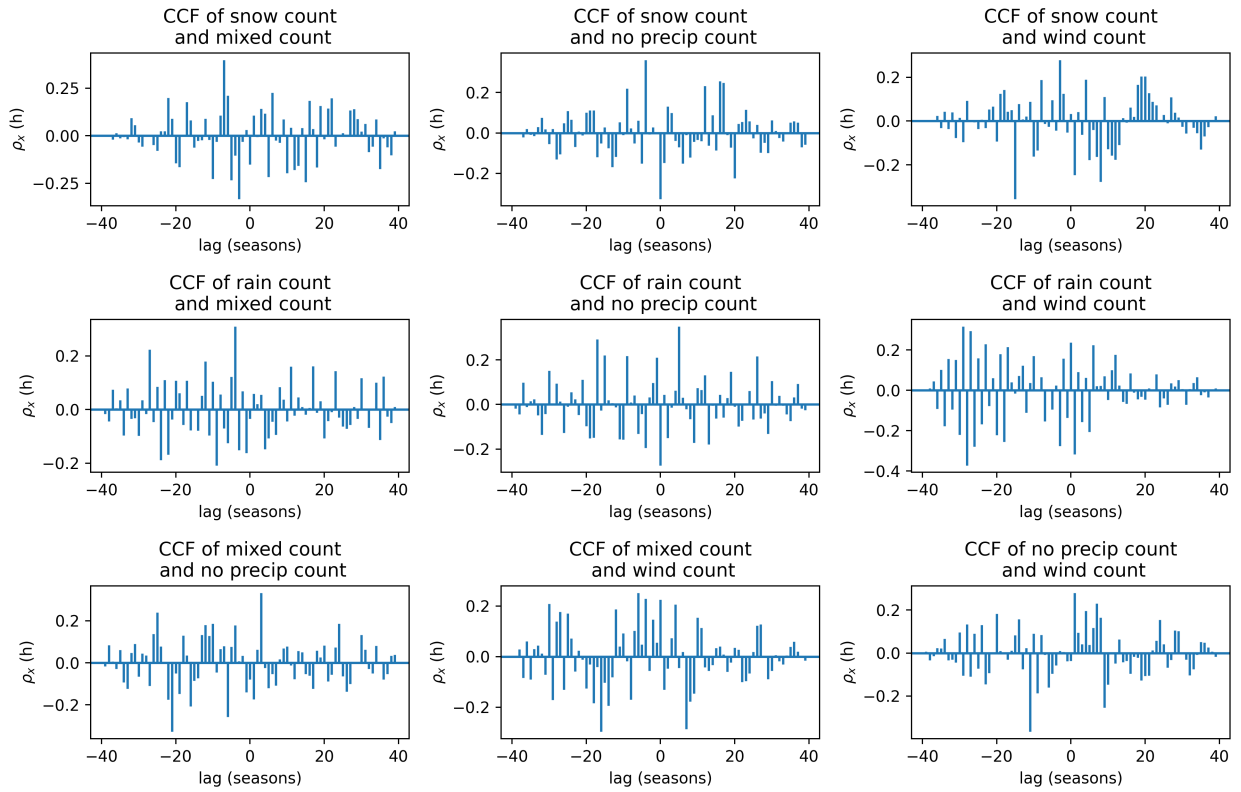 CCF of snow count
and mixed count
0.25
0.00
−0.25
ρₓ (h)
−40 −20 0 20 40
lag (seasons)
CCF of snow count
and no precip count
0.2
0.0
−0.2
ρₓ (h)
−40 −20 0 20 40
lag (seasons)
CCF of snow count
and wind count
0.2
0.0
−0.2
ρₓ (h)
−40 −20 0 20 40
lag (seasons)
CCF of rain count
and mixed count
0.2
0.0
−0.2
ρₓ (h)
−40 −20 0 20 40
lag (seasons)
CCF of rain count
and no precip count
0.2
0.0
−0.2
ρₓ (h)
−40 −20 0 20 40
lag (seasons)
CCF of rain count
and wind count
0.2
0.0
−0.2
−0.4
ρₓ (h)
−40 −20 0 20 40
lag (seasons)
CCF of mixed count
and no precip count
0.2
0.0
−0.2
ρₓ (h)
−40 −20 0 20 40
lag (seasons)
CCF of mixed count
and wind count
0.2
0.0
−0.2
ρₓ (h)
−40 −20 0 20 40
lag (seasons)
CCF of no precip count
and wind count
0.2
0.0
−0.2
ρₓ (h)
−40 −20 0 20 40
lag (seasons)